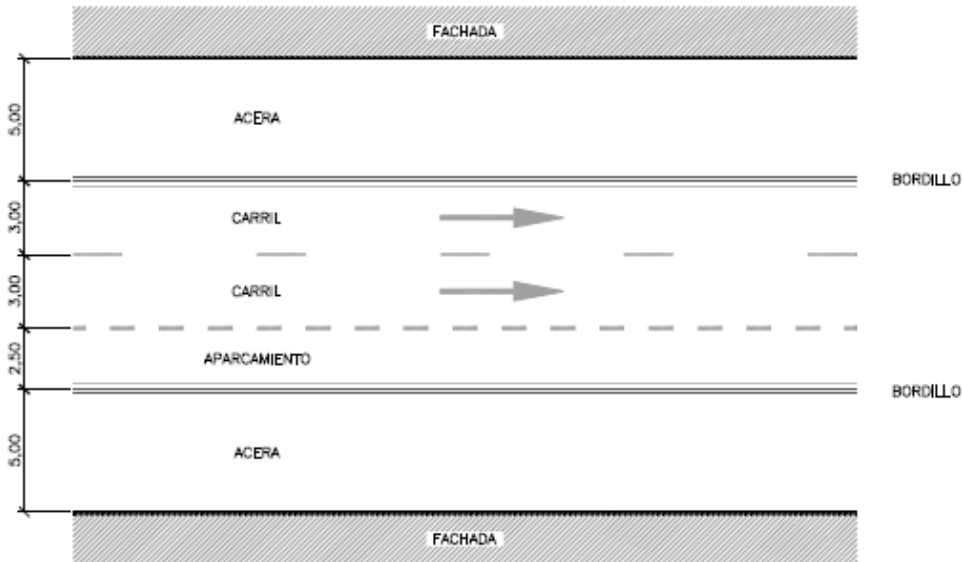 FACHADA
5,00
ACERA
BORDILLO
3,00
CARRIL
3,00
CARRIL
2,50
APARCAMIENTO
BORDILLO
5,00
ACERA
FACHADA